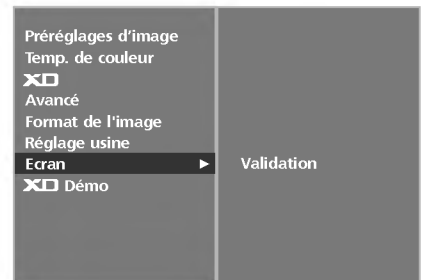 Préréglages d’image
Temp. de couleur
XD
Avancé
Format de l'image
Réglage usine
Ecran ► Validation
XD Démo